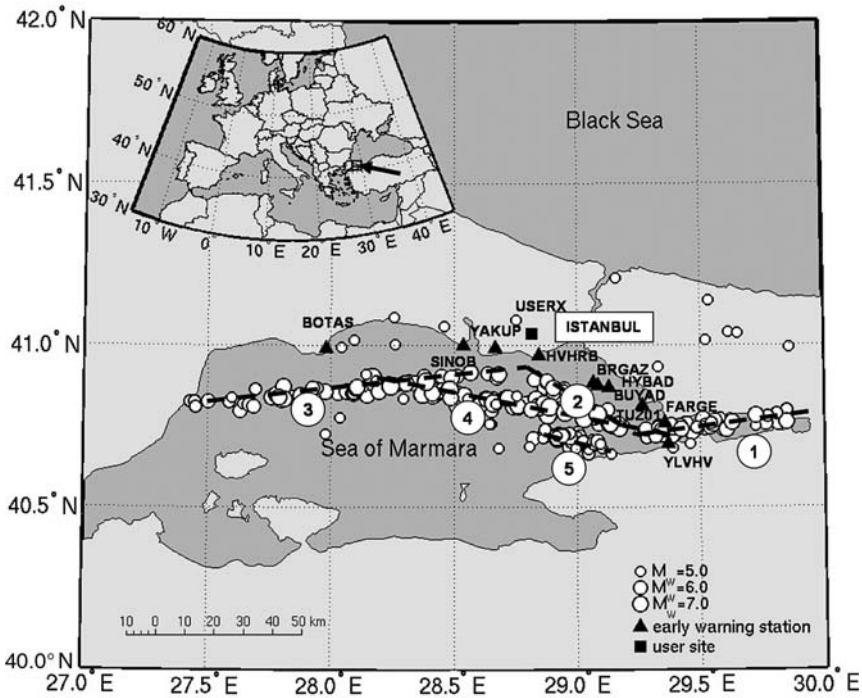 42.0° N
41.5° N
41.0° N
40.5° N
40.0° N
27.0° E
27.5° E
28.0° E
28.5° E
29.0° E
29.5° E
30.0° E
60°N
50°N
40°N
30°N
10°W
0°E
10°E
20°E
30°E
40°E
Black Sea
USERX
ISTANBUL
BOTAS
YAKUP
SINOB
HVHRB
BRGAZ
HYBAD
BUYAD
TUZ01
FARGE
YLVHV
3
4
2
5
1
Sea of Marmara
10 0 10 20 30 40 50 km
Mw=5.0
Mw=6.0
Mw=7.0
early warning station
user site